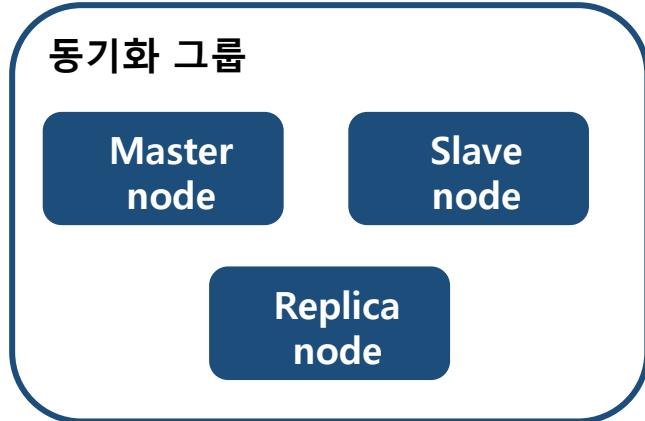 동기화 그룹
Master
node
Slave
node
Replica
node